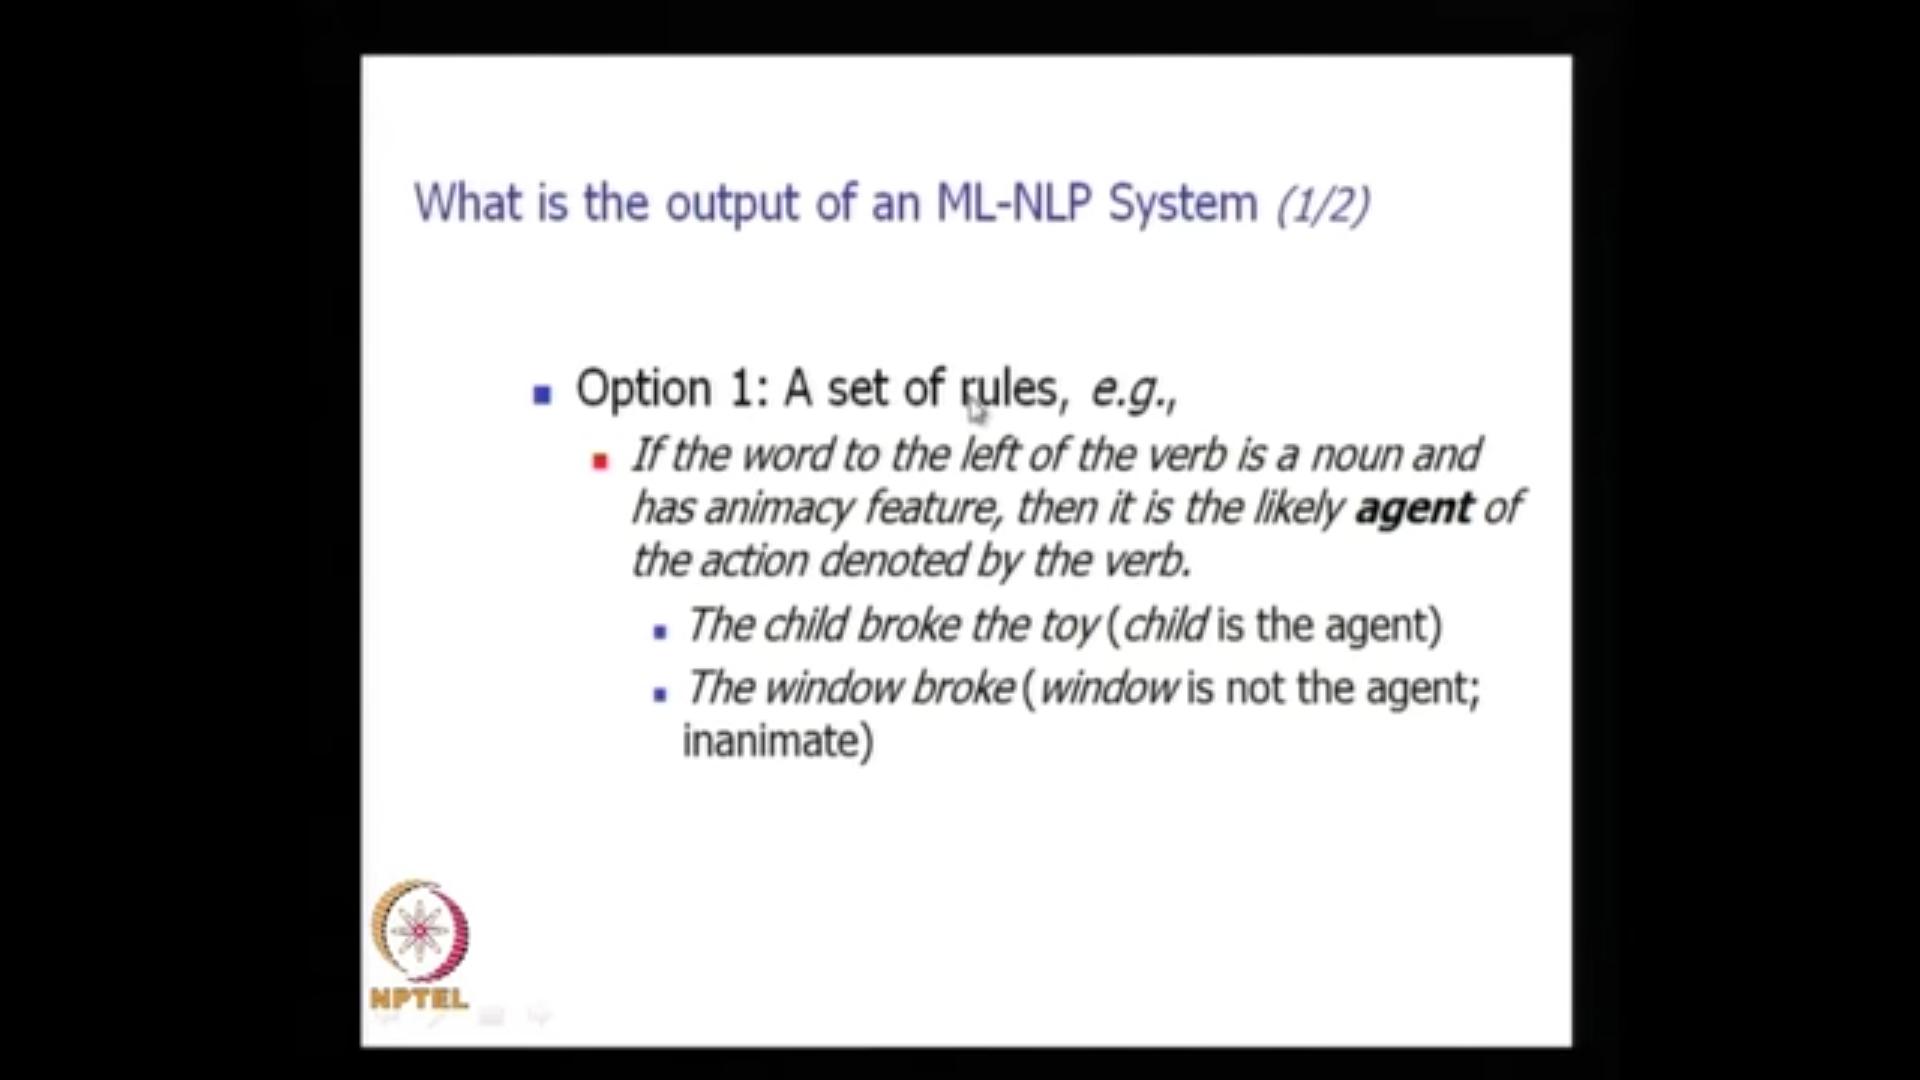 What is the output of an ML-NLP System (1/2)
Option 1: A set of rules, e.g.,
If the word to the left of the verb is a noun and
has animacy feature, then it is the likely agent of
the action denoted by the verb.
The child broke the toy (child is the agent)
The window broke (window is not the agent;
inanimate)
NPTEL